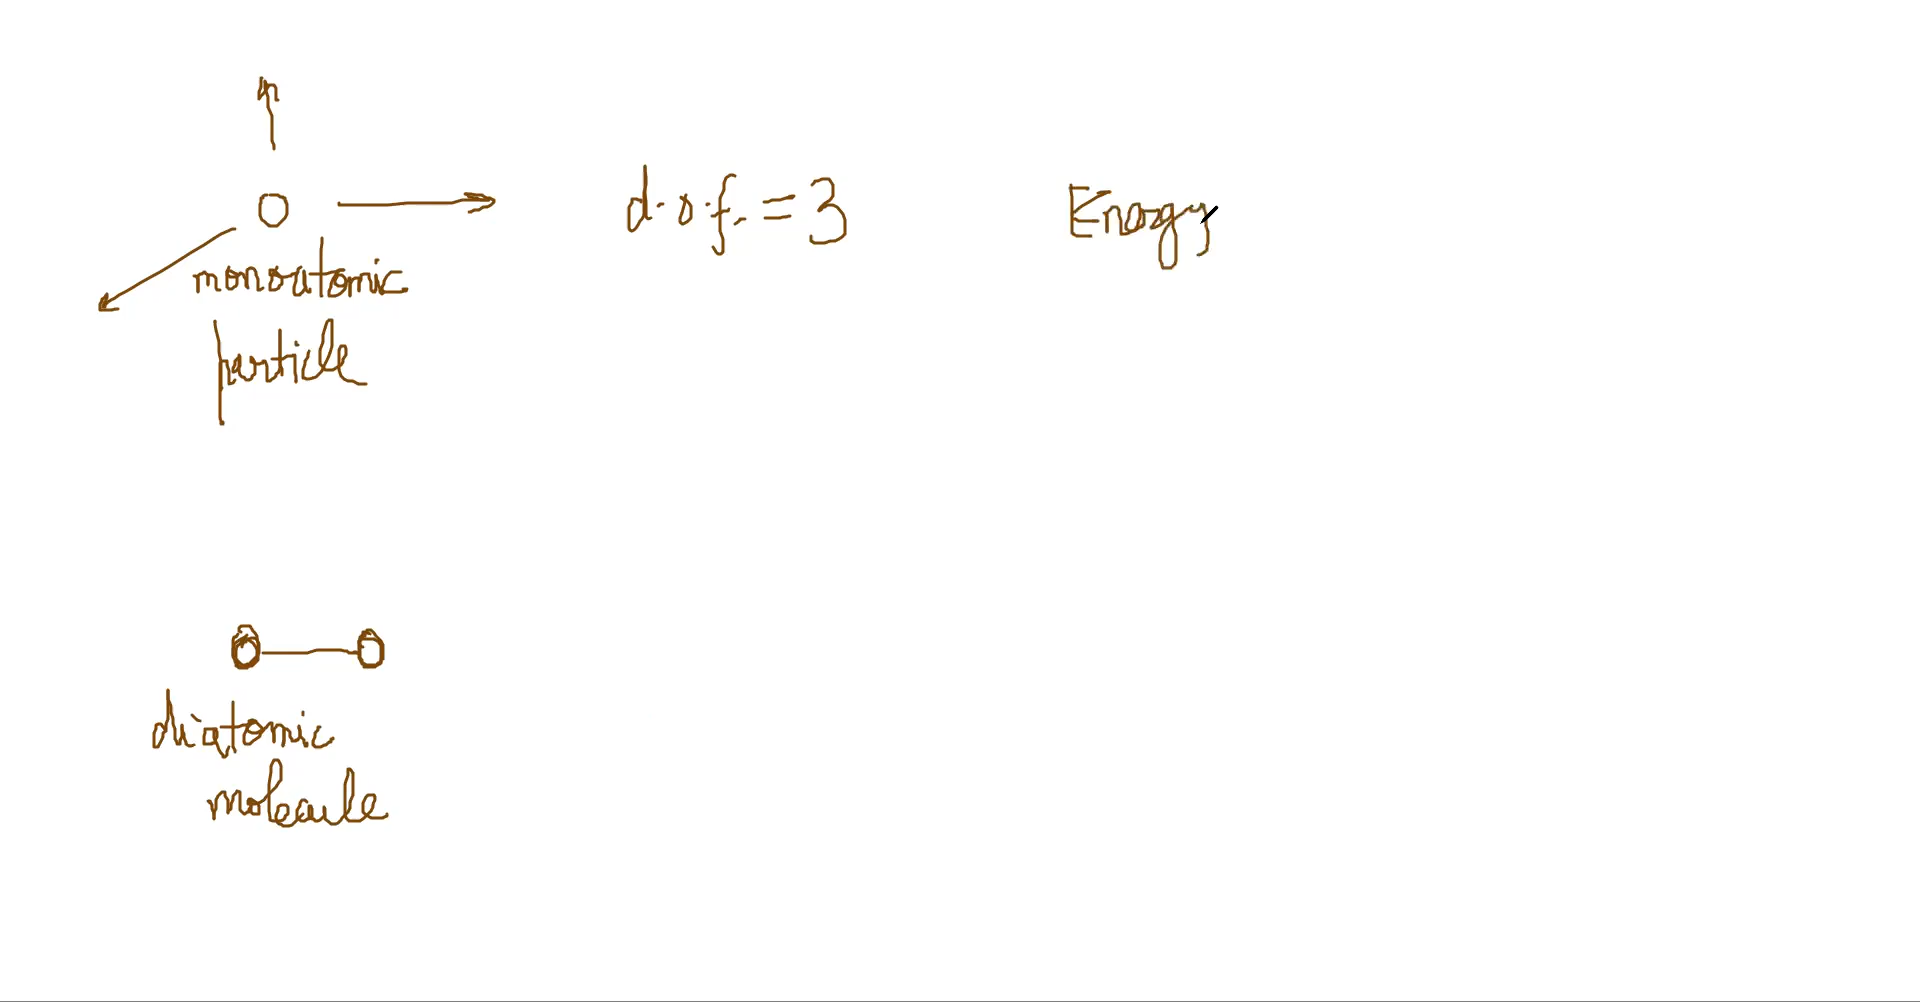 d.o.f. = 3
Energy
monoatomic
particle
diatomic
molecule